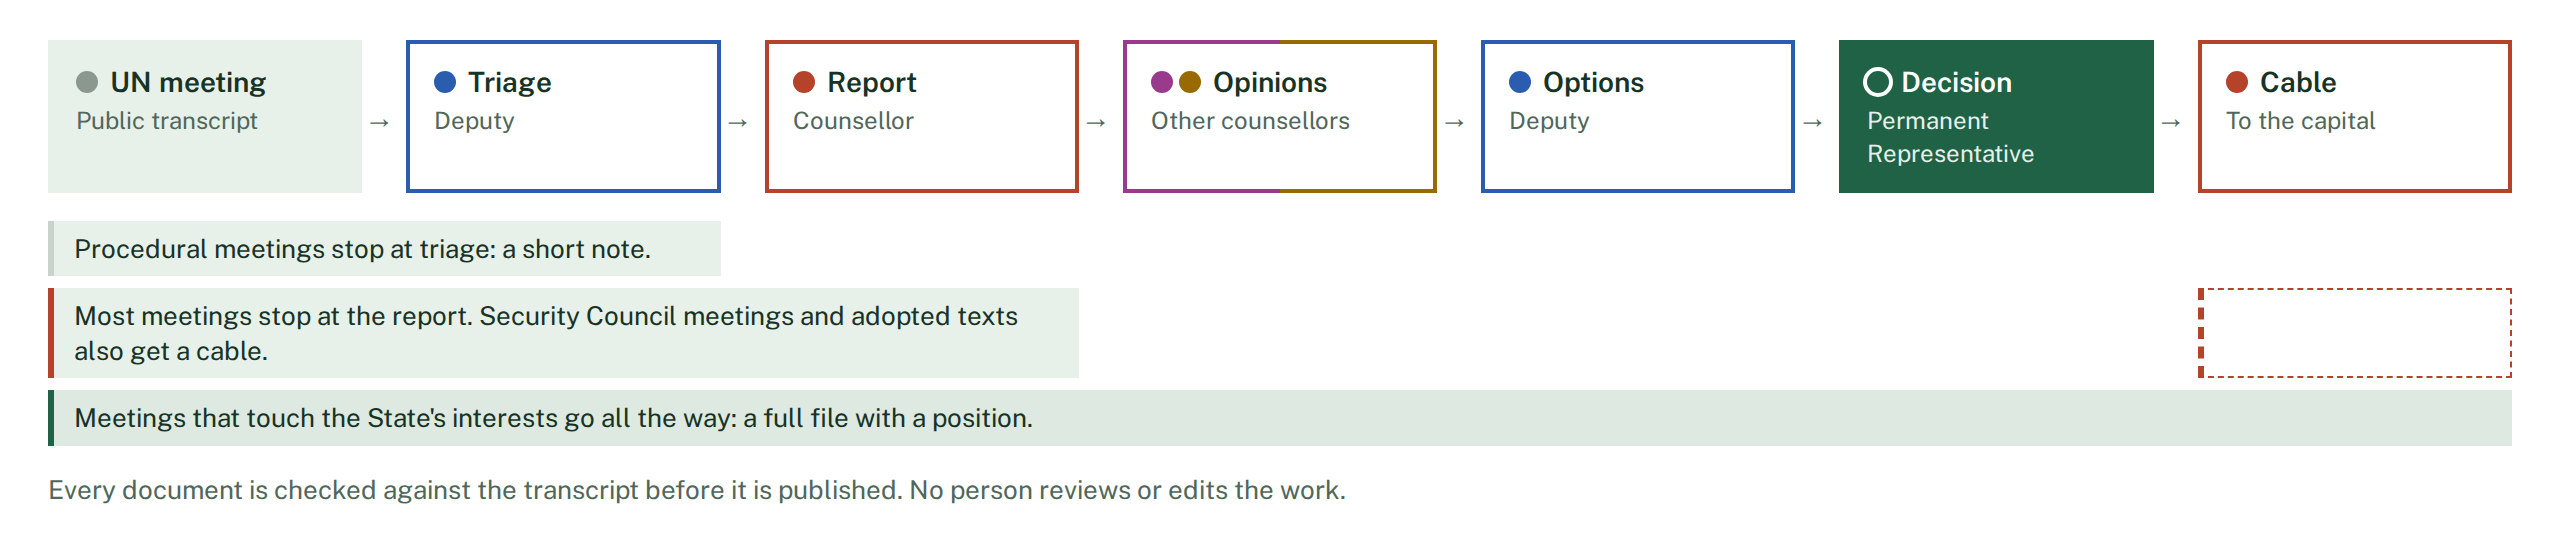 UN meeting
Public transcript
→
Triage
Deputy
→
Report
Counsellor
→
Opinions
Other counsellors
→
Options
Deputy
→
Decision
Permanent
Representative
→
Cable
To the capital
Procedural meetings stop at triage: a short note.
Most meetings stop at the report. Security Council meetings and adopted texts
also get a cable.
Meetings that touch the State's interests go all the way: a full file with a position.
Every document is checked against the transcript before it is published. No person reviews or edits the work.